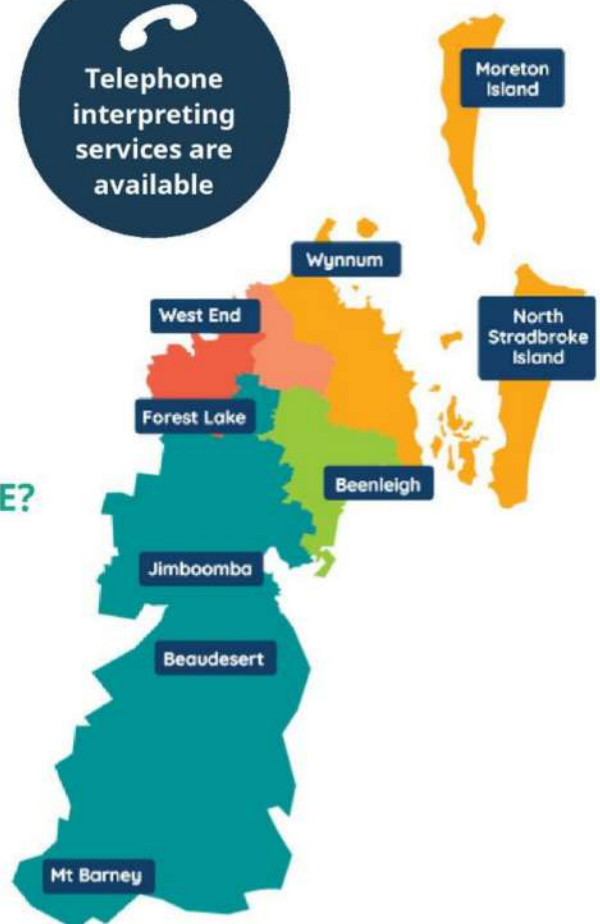 Telephone
interpreting
services are
available
Moreton
Island
Wynnum
West End
North
Stradbroke
Island
Forest Lake
E?
Beenleigh
Jimboomba
Beaudesert
Mt Barney